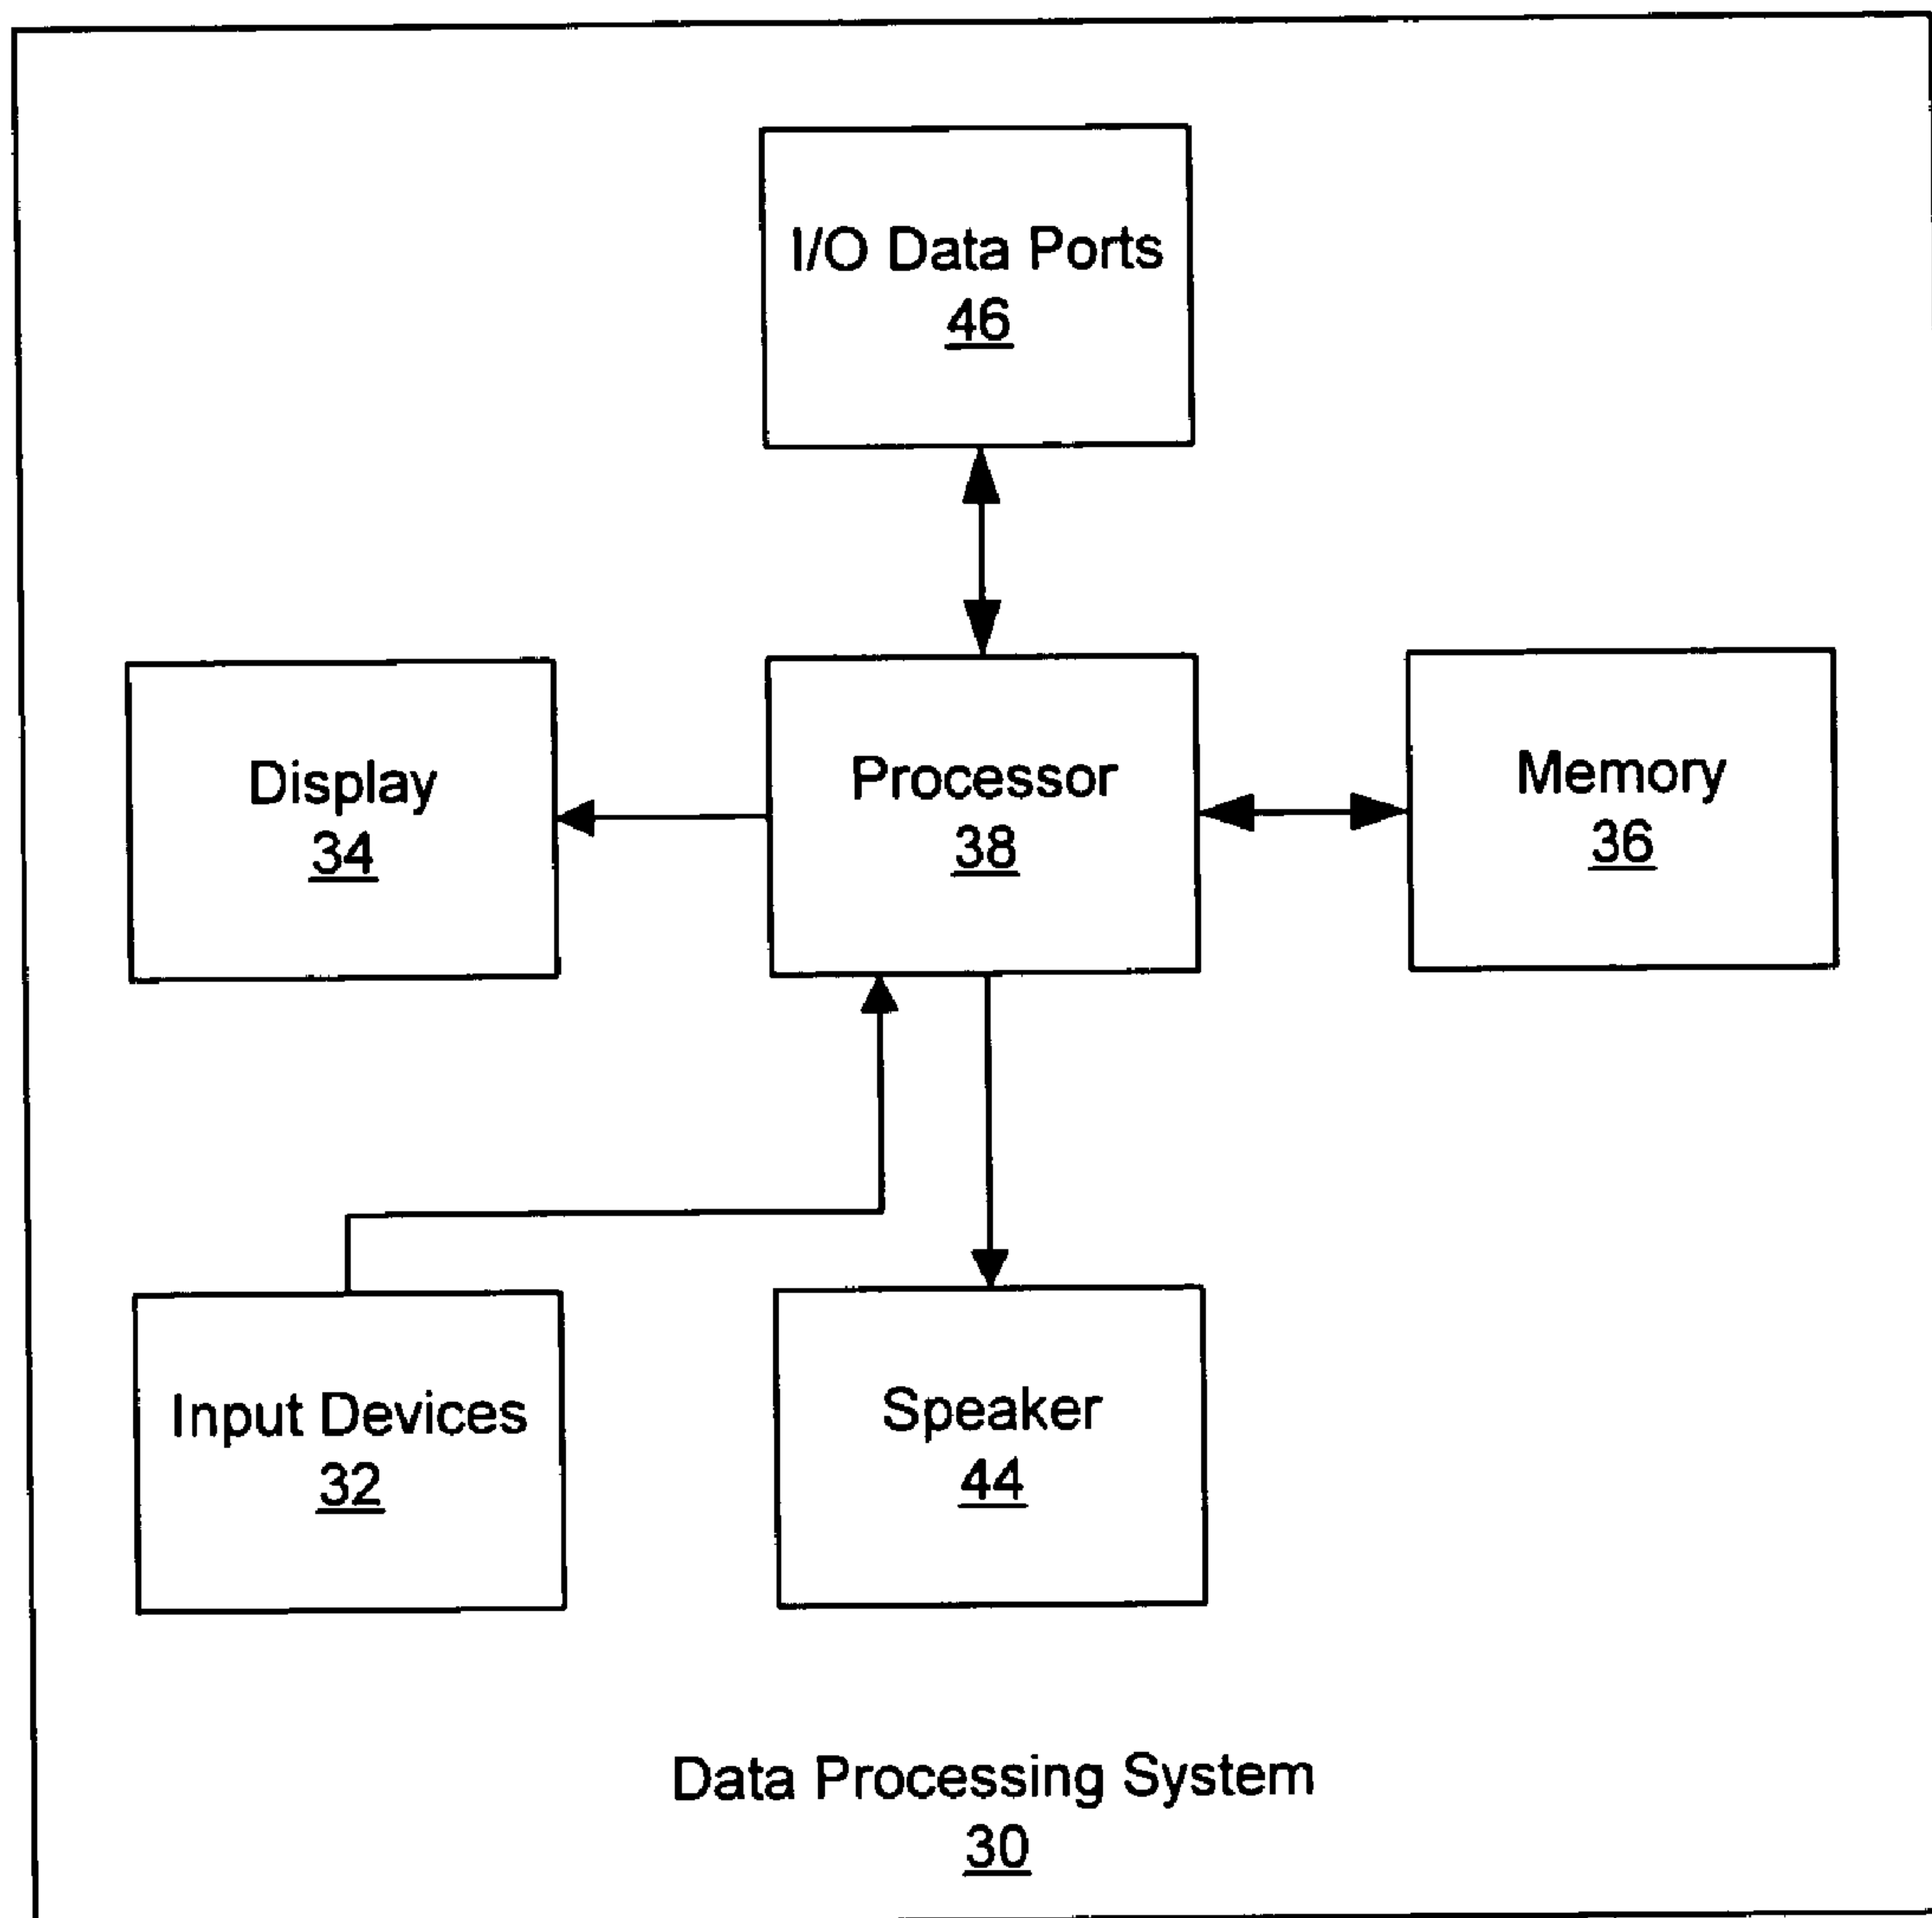 I/O Data Ports
46
Display
34
Processor
38
Memory
36
Input Devices
32
Speaker
44
Data Processing System
30